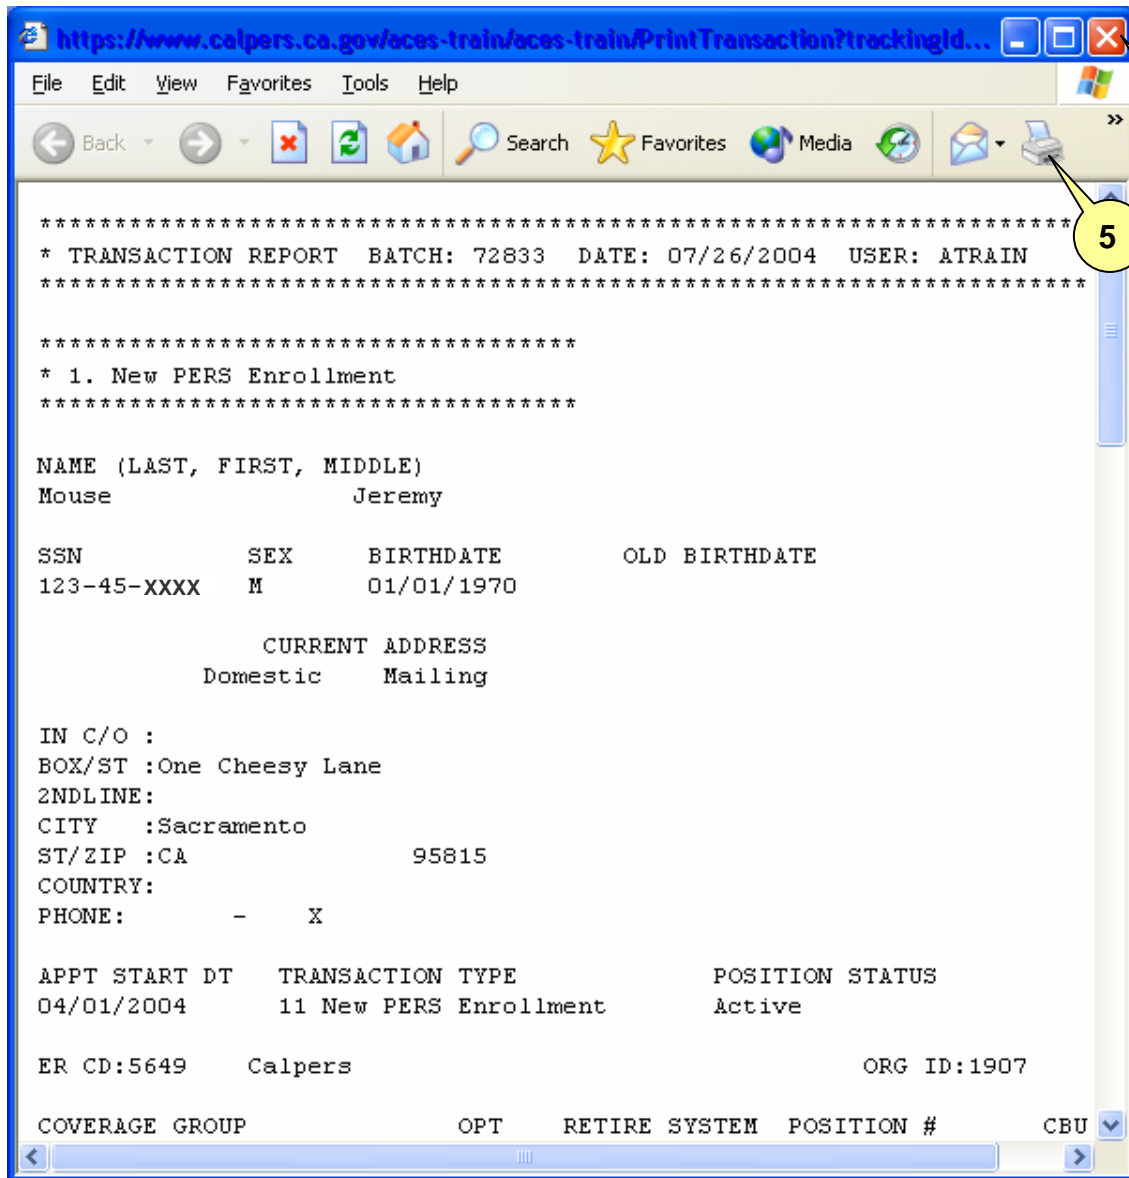 https://www.calpers.ca.gov/aces-train/aces-train/PrintTransaction?trackingId...
File Edit View Favorites Tools Help
Back Search Favorites Media »
**********************************************************************
* TRANSACTION REPORT BATCH: 72833 DATE: 07/26/2004 USER: ATRAIN
**********************************************************************
5
************************************
* 1. New PERS Enrollment
************************************
NAME (LAST, FIRST, MIDDLE)
Mouse Jeremy
SSN SEX BIRTHDATE OLD BIRTHDATE
123-45-XXXX M 01/01/1970
CURRENT ADDRESS
Domestic Mailing
IN C/O :
BOX/ST :One Cheesy Lane
2NDLINE:
CITY :Sacramento
ST/ZIP :CA 95815
COUNTRY:
PHONE: - X
APPT START DT TRANSACTION TYPE POSITION STATUS
04/01/2004 11 New PERS Enrollment Active
ER CD:5649 Calpers ORG ID:1907
COVERAGE GROUP OPT RETIRE SYSTEM POSITION # CBU